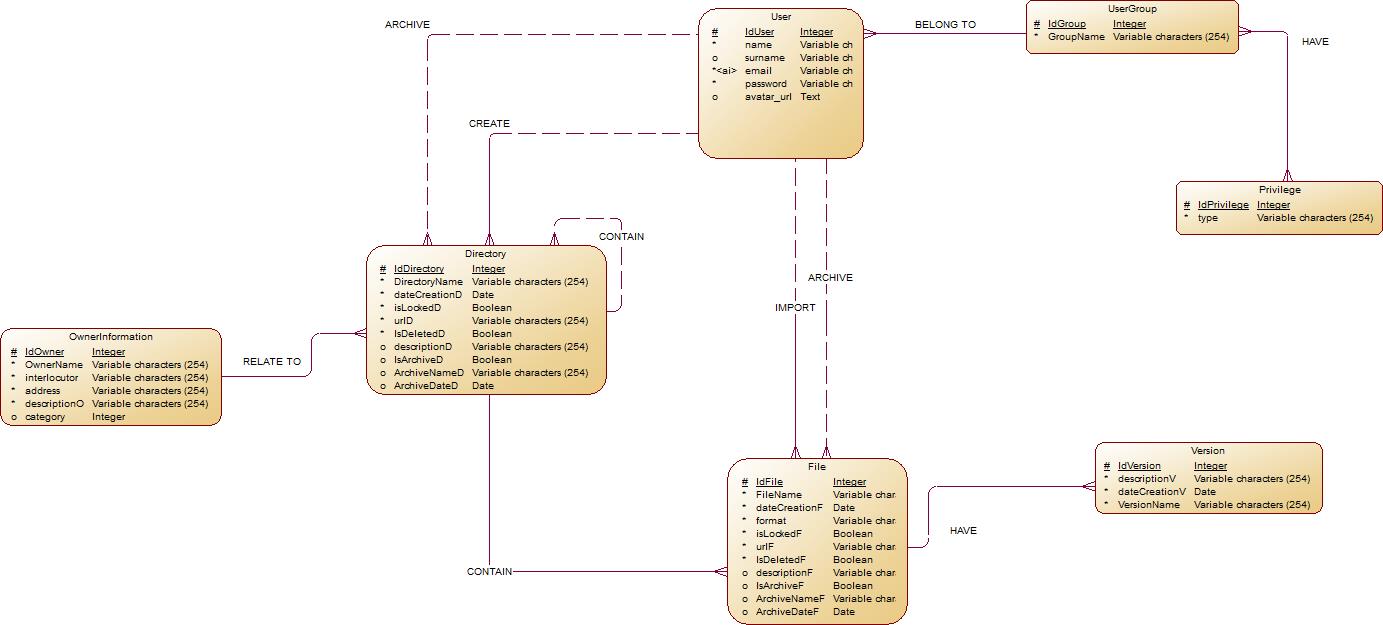 ARCHIVE
User
# IdUser Integer
* name Variable ch
o surname Variable ch
*<ai> email Variable ch
* password Variable ch
o avatar_url Text
BELONG TO
UserGroup
# IdGroup Integer
* GroupName Variable characters (254)
HAVE
CREATE
Privilege
# IdPrivilege Integer
* type Variable characters (254)
CONTAIN
Directory
# IdDirectory Integer
* DirectoryName Variable characters (254)
* dateCreationD Date
* isLockedD Boolean
* urlD Variable characters (254)
* IsDeletedD Boolean
o descriptionD Variable characters (254)
o IsArchiveD Boolean
o ArchiveNameD Variable characters (254)
o ArchiveDateD Date
ARCHIVE
IMPORT
OwnerInformation
# IdOwner Integer
* OwnerName Variable characters (254)
* interlocutor Variable characters (254)
* address Variable characters (254)
* descriptionO Variable characters (254)
o category Integer
RELATE TO
File
# IdFile Integer
* FileName Variable char
* dateCreationF Date
* format Variable char
* isLockedF Boolean
* urlF Variable char
* IsDeletedF Boolean
o descriptionF Variable char
o IsArchiveF Boolean
o ArchiveNameF Variable char
o ArchiveDateF Date
Version
# IdVersion Integer
* descriptionV Variable characters (254)
* dateCreationV Date
* VersionName Variable characters (254)
HAVE
CONTAIN